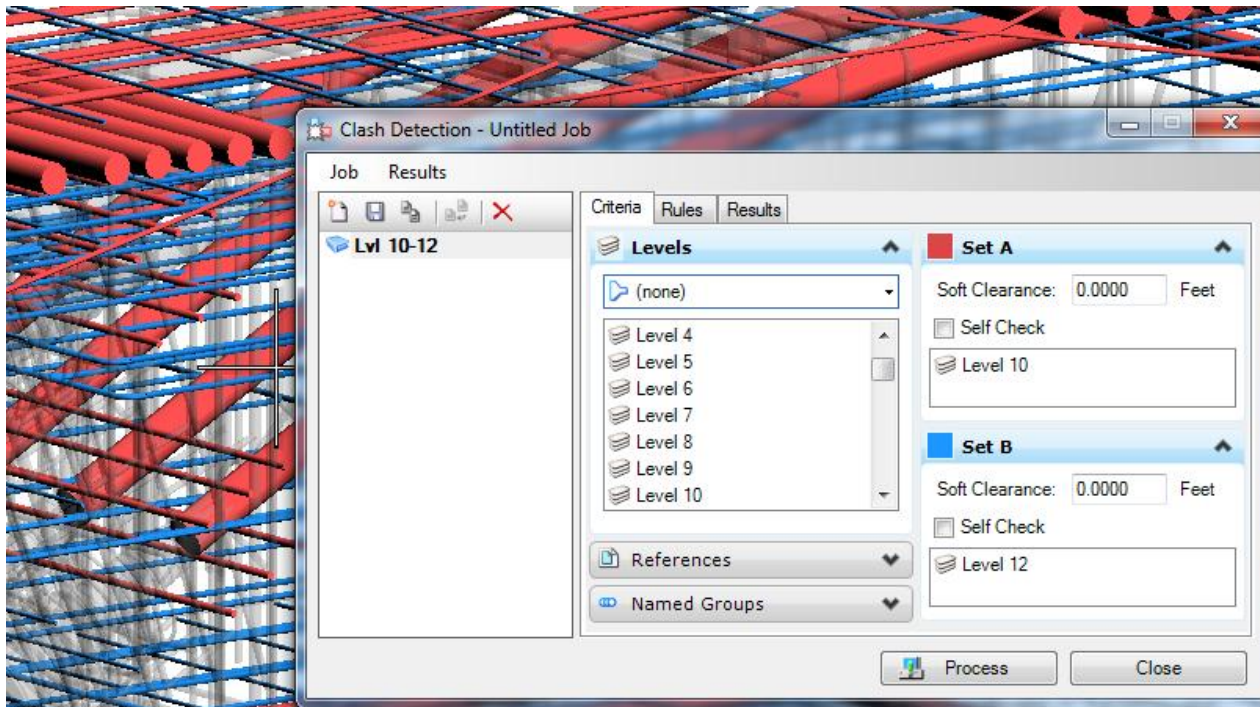 Clash Detection - Untitled Job
Job Results
Lvl 10-12
Criteria Rules Results
Levels
(none)
Level 4
Level 5
Level 6
Level 7
Level 8
Level 9
Level 10
References
Named Groups
Set A
Soft Clearance: 0.0000 Feet
Self Check
Level 10
Set B
Soft Clearance: 0.0000 Feet
Self Check
Level 12
Process Close